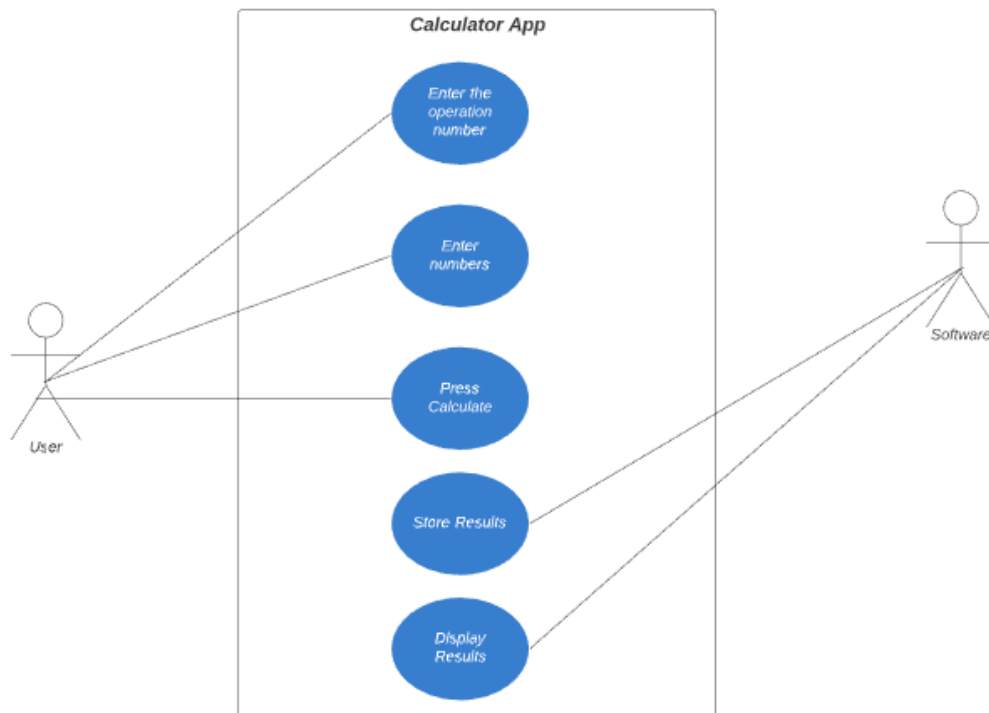 Calculator App
Enter the
operation
number
Enter
numbers
Press
Calculate
Store Results
Display
Results
User
Software